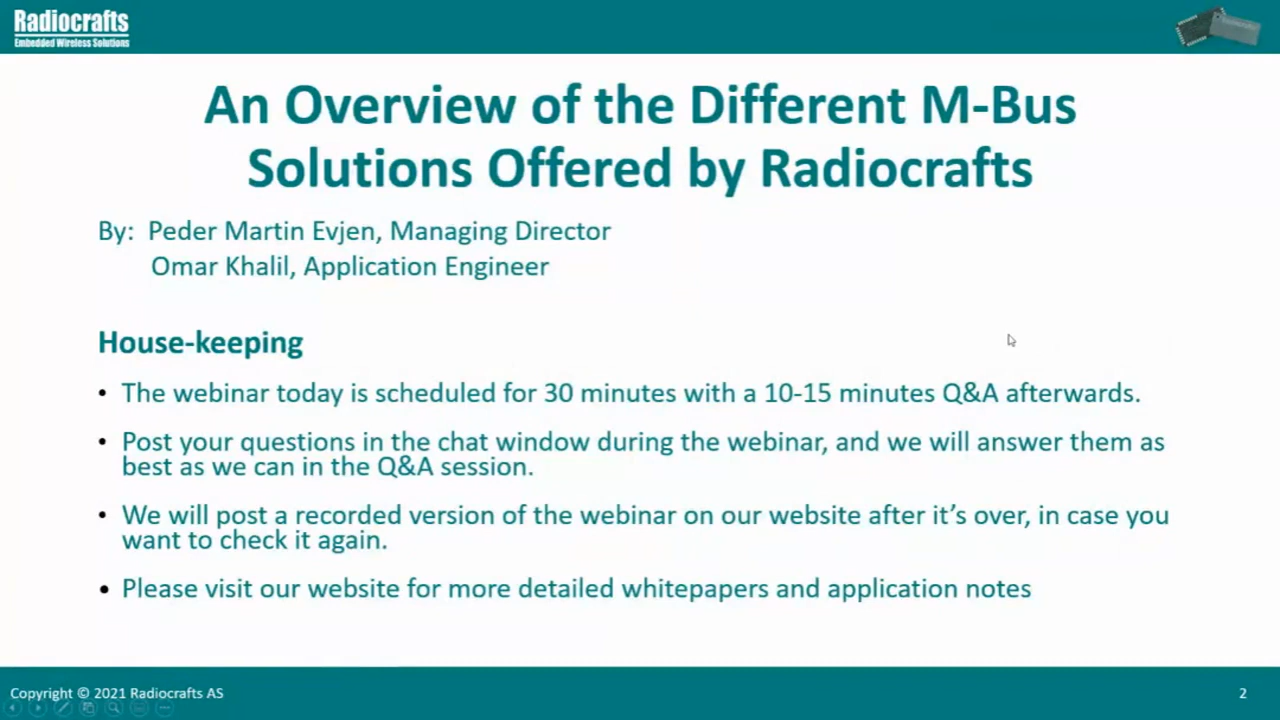 Radiocrafts
Embedded Wireless Solutions
An Overview of the Different M-Bus
Solutions Offered by Radiocrafts
By: Peder Martin Evjen, Managing Director
Omar Khalil, Application Engineer
House-keeping
• The webinar today is scheduled for 30 minutes with a 10-15 minutes Q&A afterwards.
• Post your questions in the chat window during the webinar, and we will answer them as
best as we can in the Q&A session.
• We will post a recorded version of the webinar on our website after it’s over, in case you
want to check it again.
• Please visit our website for more detailed whitepapers and application notes
Copyright © 2021 Radiocrafts AS
2